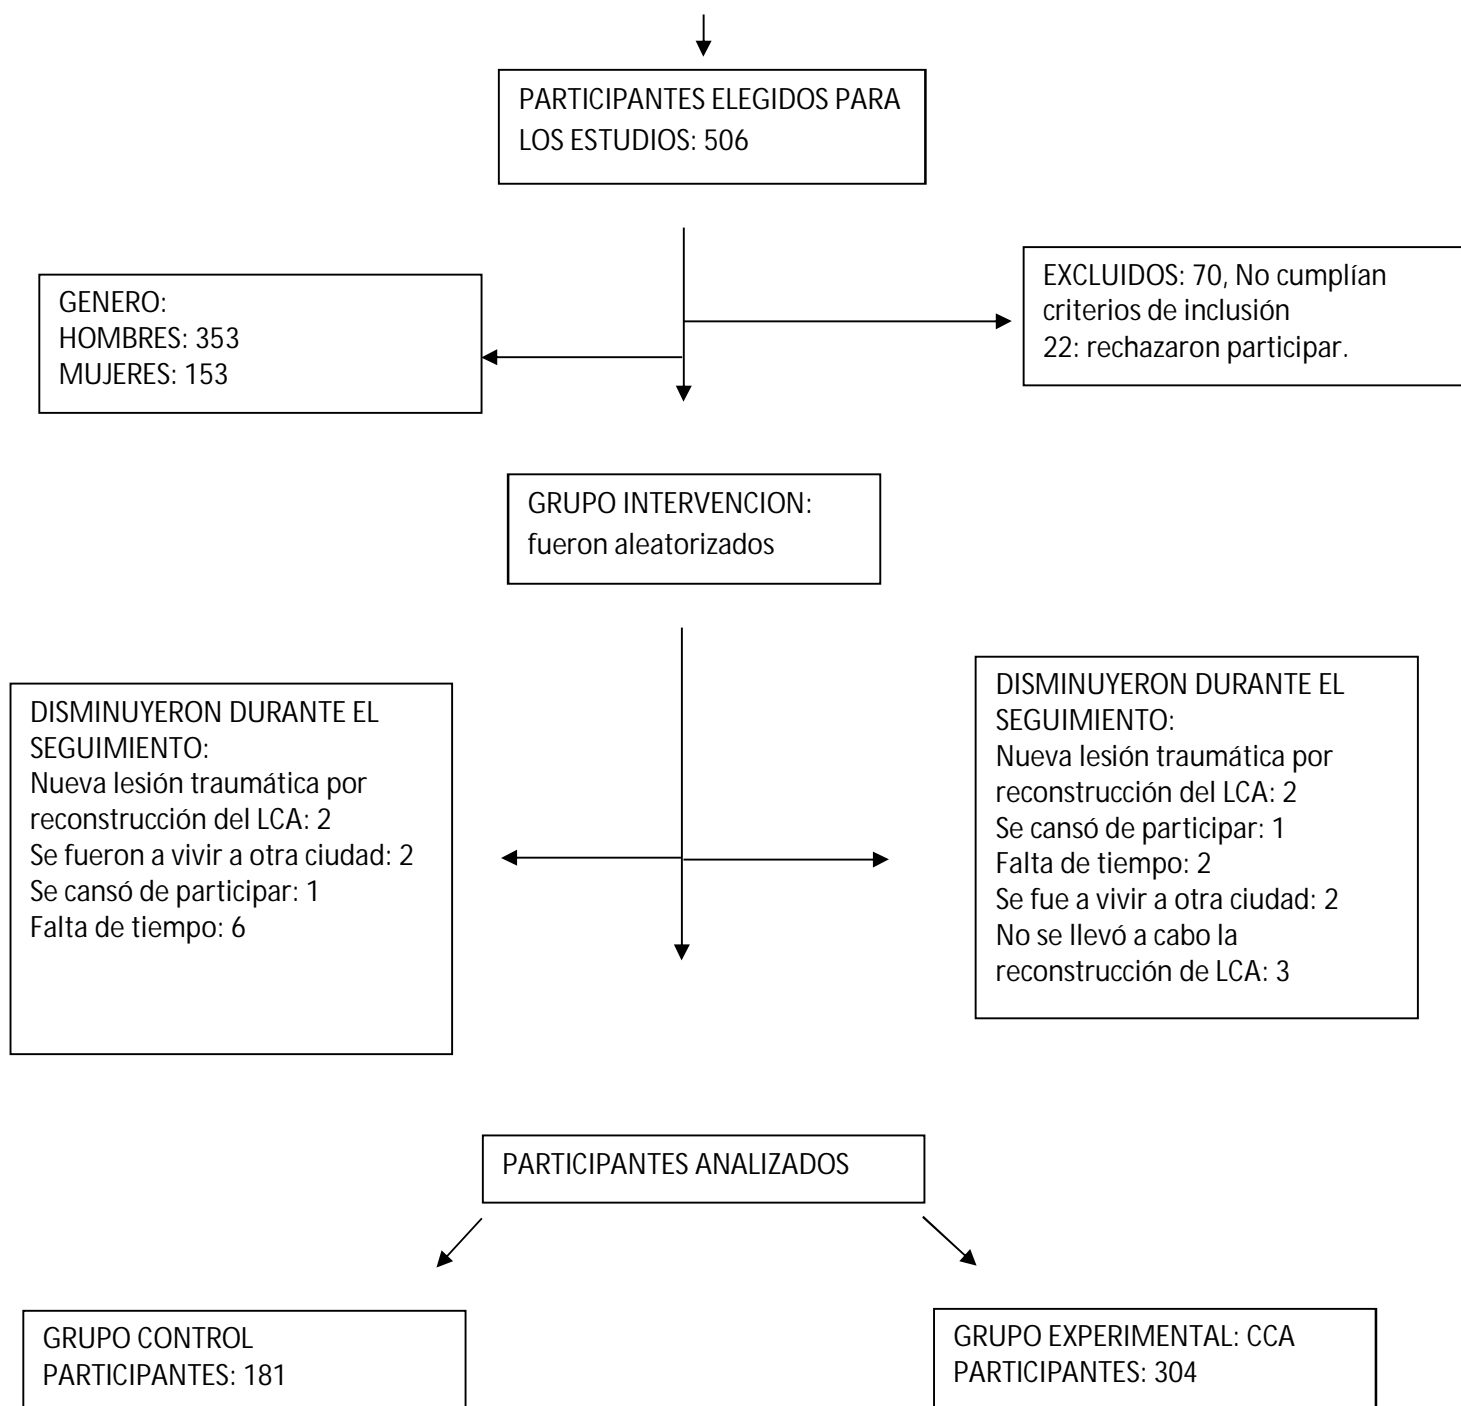 PARTICIPANTES ELEGIDOS PARA
LOS ESTUDIOS: 506
GENERO:
HOMBRES: 353
MUJERES: 153
EXCLUIDOS: 70, No cumplían
criterios de inclusión
22: rechazaron participar.
GRUPO INTERVENCION:
fueron aleatorizados
DISMINUYERON DURANTE EL
SEGUIMIENTO:
Nueva lesión traumática por
reconstrucción del LCA: 2
Se fueron a vivir a otra ciudad: 2
Se cansó de participar: 1
Falta de tiempo: 6
DISMINUYERON DURANTE EL
SEGUIMIENTO:
Nueva lesión traumática por
reconstrucción del LCA: 2
Se cansó de participar: 1
Falta de tiempo: 2
Se fue a vivir a otra ciudad: 2
No se llevó a cabo la
reconstrucción de LCA: 3
PARTICIPANTES ANALIZADOS
GRUPO CONTROL
PARTICIPANTES: 181
GRUPO EXPERIMENTAL: CCA
PARTICIPANTES: 304